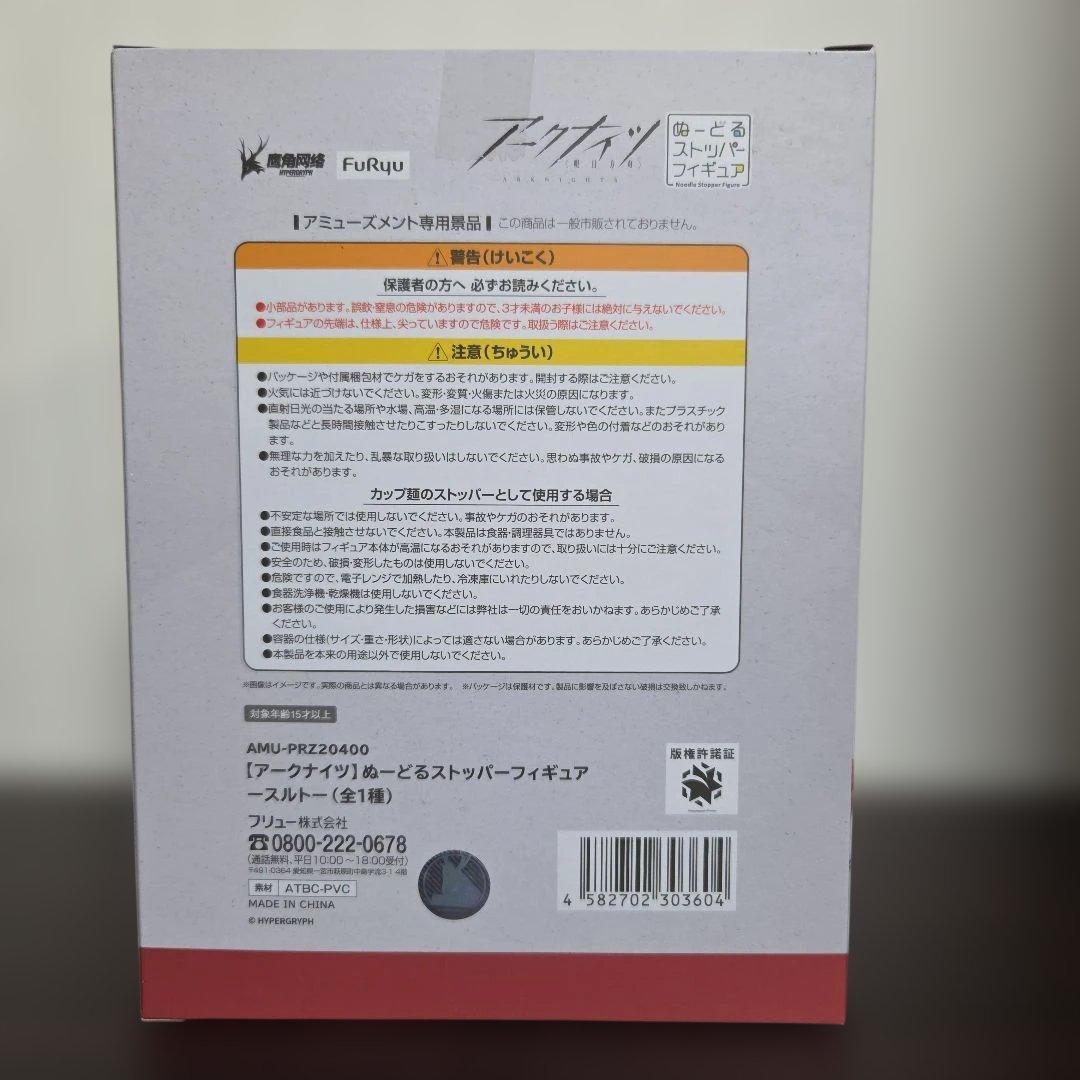 鷹角网络
HYPERGRYPH
FuRyu
アークナイツ
ARKNIGHTS
ぬーどる
ストッパー
フィギュア
Noodle Stopper Figure
アミューズメント専用景品
この商品は一般市販されておりません。
⚠警告(けいこく)
保護者の方へ 必ずお読みください。
●小部品があります。誤飲・窒息の危険がありますので、3才未満のお子様には絶対に与えないでください。
●フィギュアの先端は、仕様上、尖っていますので危険です。取扱う際はご注意ください。
⚠注意(ちゅうい)
●パッケージや付属梱包材でケガをするおそれがあります。開封する際はご注意ください。
●火気には近づけないでください。変形・変質・火傷または火災の原因になります。
●直射日光の当たる場所や水場、高温・多湿になる場所には保管しないでください。またプラスチック
製品などと長時間接触させたりこすったりしないでください。変形や色の付着などのおそれがあり
ます。
●無理な力を加えたり、乱暴な取り扱いはしないでください。思わぬ事故やケガ、破損の原因になる
おそれがあります。
カップ麺のストッパーとして使用する場合
●不安定な場所では使用しないでください。事故やケガのおそれがあります。
●直接食品と接触させないでください。本製品は食器・調理器具ではありません。
●ご使用時はフィギュア本体が高温になるおそれがありますので、取り扱いには十分にご注意ください。
●安全のため、破損・変形したものは使用しないでください。
●危険ですので、電子レンジで加熱したり、冷凍庫にいれたりしないでください。
●食器洗浄機・乾燥機は使用しないでください。
●お客様のご使用により発生した損害などには弊社は一切の責任をおいかねます。あらかじめご了承
ください。
●容器の仕様(サイズ・重さ・形状)によっては適さない場合があります。あらかじめご了承ください。
●本製品を本来の用途以外で使用しないでください。
※画像はイメージです。実際の商品とは異なる場合があります。 ※パッケージは保護材です。製品に影響を及ぼさない破損は交換致しかねます。
対象年齢15才以上
AMU-PRZ20400
【アークナイツ】ぬーどるストッパーフィギュア
ースルトー(全1種)
フリュー株式会社
☎0800-222-0678
(通話無料、平日10:00～18:00受付)
〒491-0364 愛知県一宮市萩原町中島字流3-1 4階
素材 ATBC-PVC
MADE IN CHINA
© HYPERGRYPH
版権許諾証
4 582702 303604